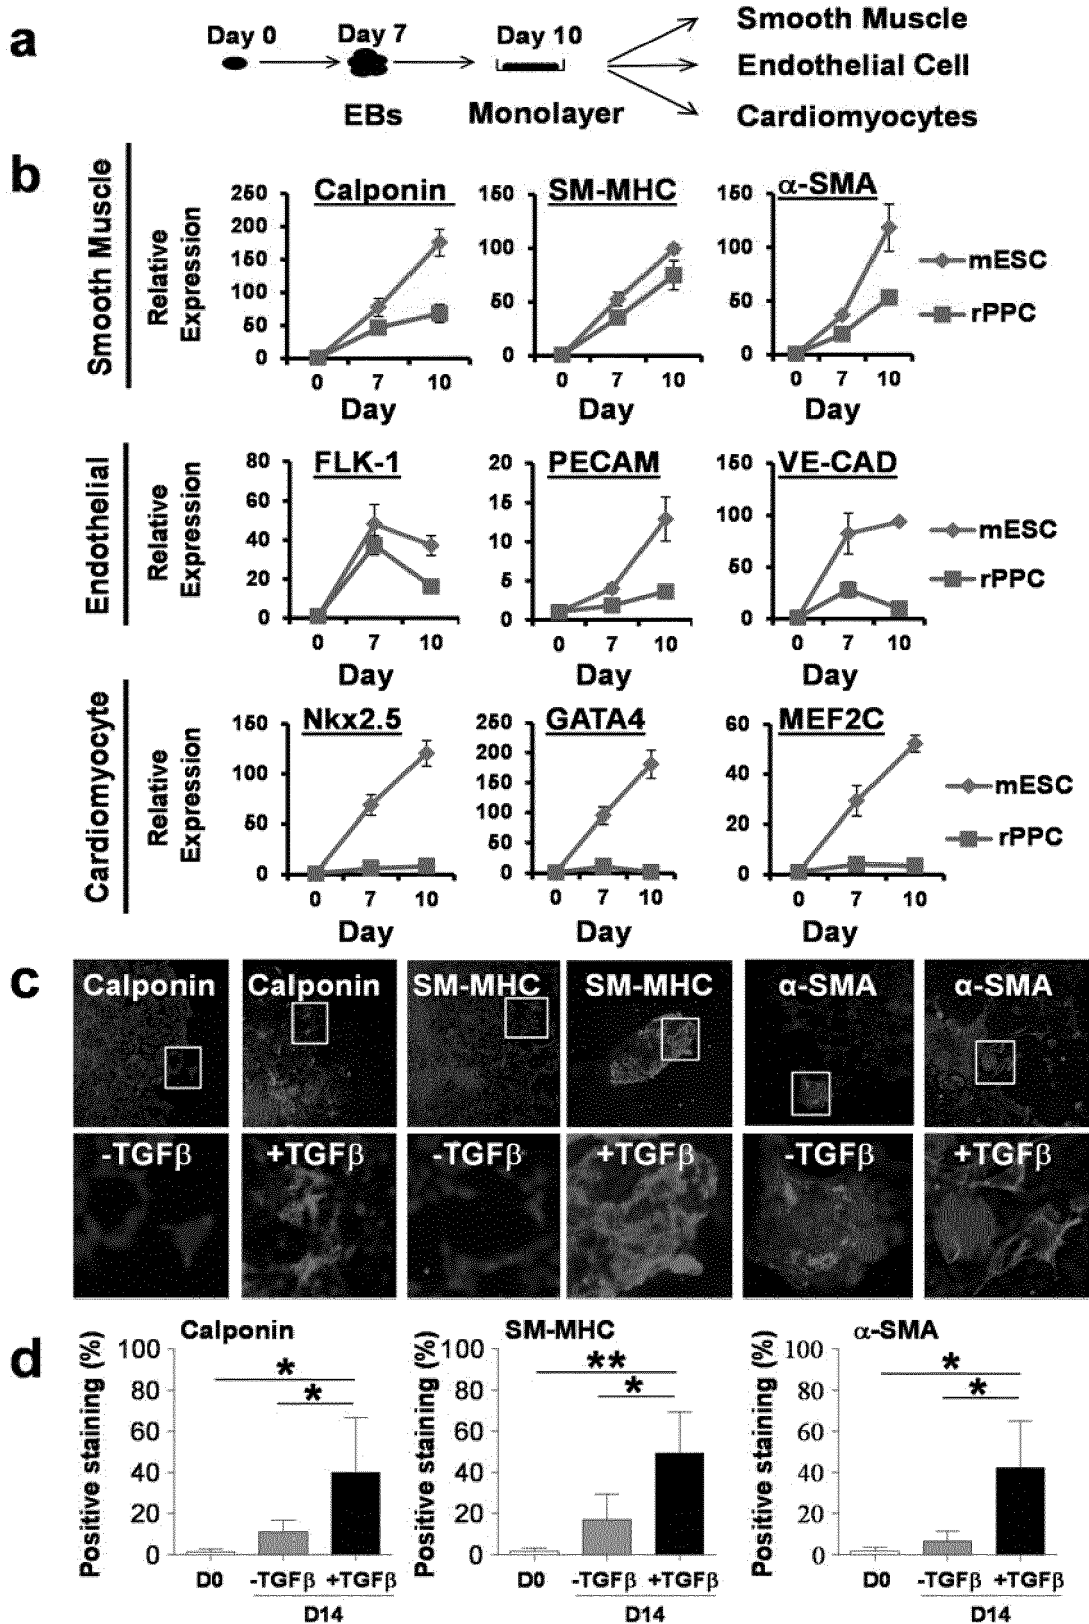 a
Day 0 Day 7 Day 10
EBs Monolayer
Smooth Muscle
Endothelial Cell
Cardiomyocytes
b
Smooth Muscle
Relative Expression
Calponin
250
200
150
100
50
0
0 7 10
Day
SM-MHC
150
100
50
0
0 7 10
Day
α-SMA
150
100
50
0
0 7 10
Day
mESC
rPPC
Endothelial
Relative Expression
FLK-1
80
60
40
20
0
0 7 10
Day
PECAM
20
15
10
5
0
0 7 10
Day
VE-CAD
150
100
50
0
0 7 10
Day
mESC
rPPC
Cardiomyocyte
Relative Expression
Nkx2.5
150
100
50
0
0 7 10
Day
GATA4
250
200
150
100
50
0
0 7 10
Day
MEF2C
60
40
20
0
0 7 10
Day
mESC
rPPC
c
Calponin Calponin SM-MHC SM-MHC α-SMA α-SMA
-TGFβ +TGFβ -TGFβ +TGFβ -TGFβ +TGFβ
d
Calponin
Positive staining (%)
100
80
60
40
20
0
*
*
D0 -TGFβ +TGFβ
D14
SM-MHC
Positive staining (%)
100
80
60
40
20
0
**
*
D0 -TGFβ +TGFβ
D14
α-SMA
Positive staining (%)
100
80
60
40
20
0
*
*
D0 -TGFβ +TGFβ
D14